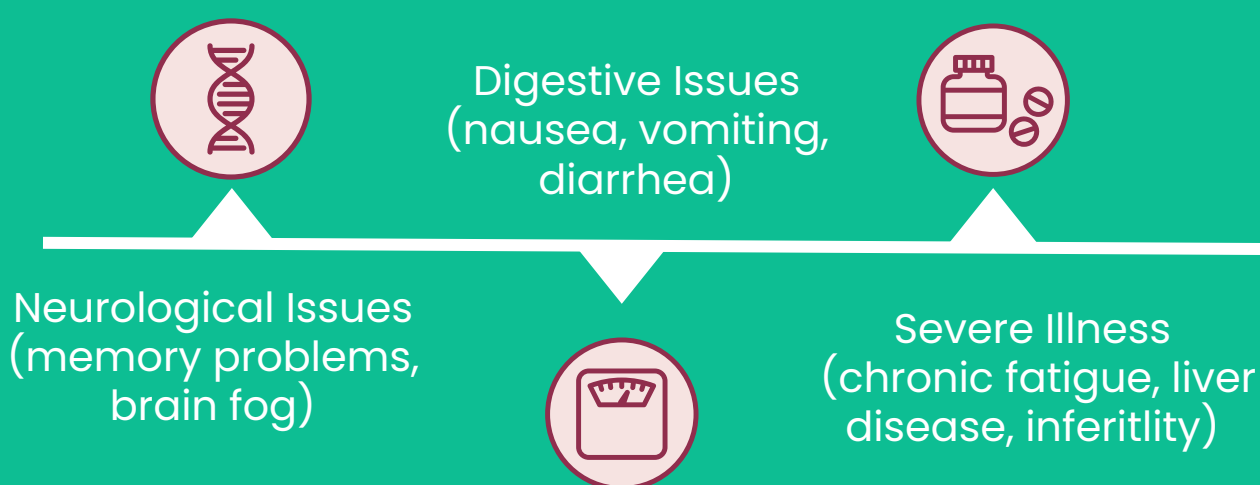 Digestive Issues
(nausea, vomiting,
diarrhea)
Neurological Issues
(memory problems,
brain fog)
Severe Illness
(chronic fatigue, liver
disease, inferitlity)